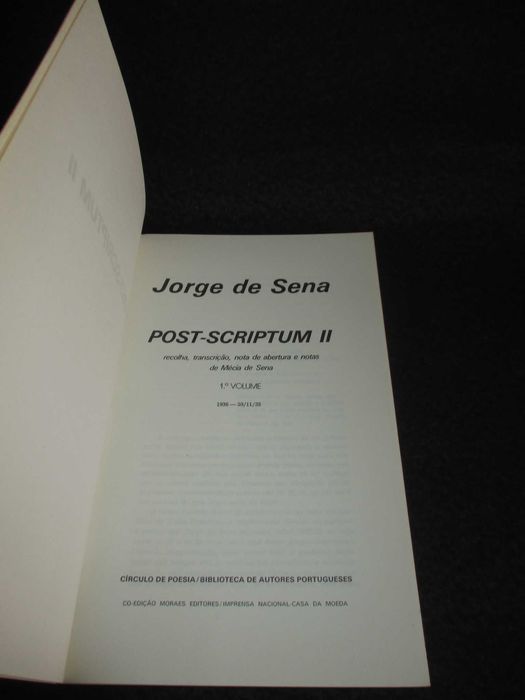 Jorge de Sena
POST-SCRIPTUM II
recolha, transcrição, nota de abertura e notas
de Mécia de Sena
1.º VOLUME
CÍRCULO DE POESIA/BIBLIOTECA DE AUTORES PORTUGUESES
CO-EDIÇÃO MORAES EDITORES/IMPRENSA NACIONAL-CASA DA MOEDA